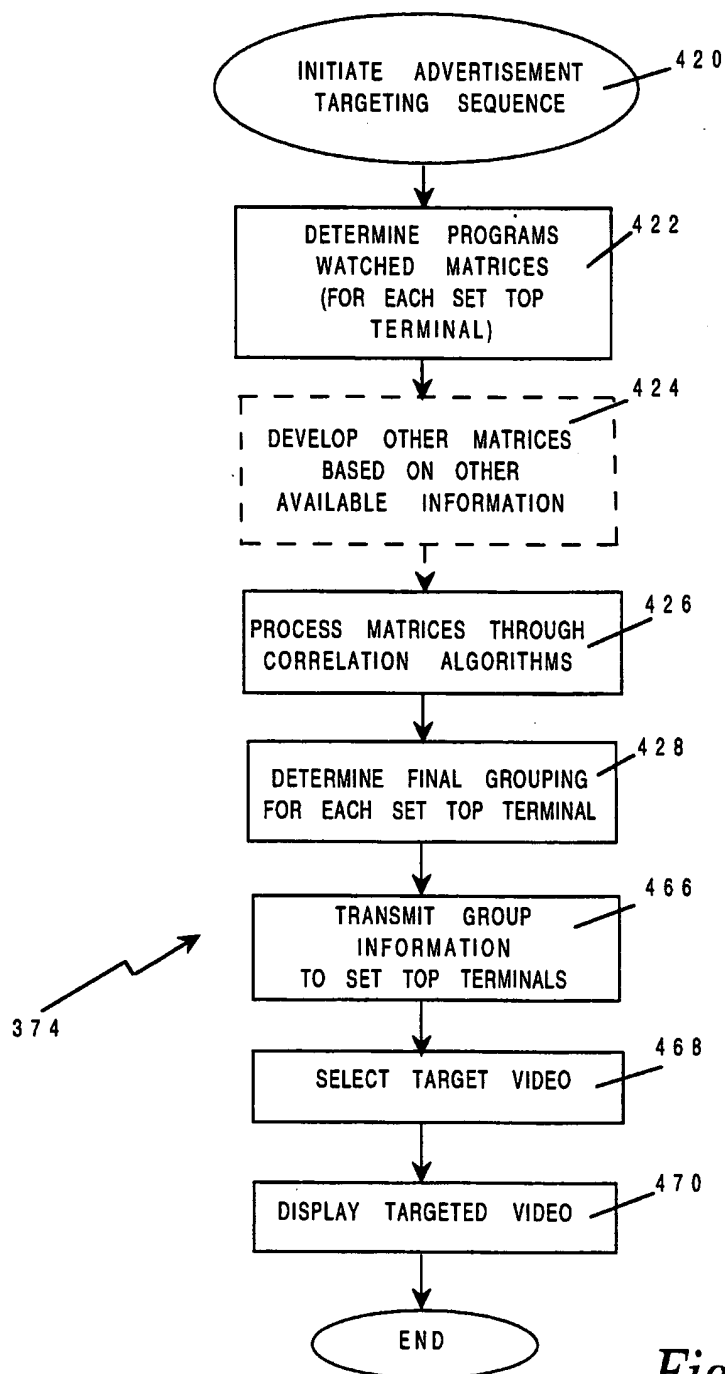 INITIATE ADVERTISEMENT
TARGETING SEQUENCE
420
DETERMINE PROGRAMS
WATCHED MATRICES
(FOR EACH SET TOP
TERMINAL)
422
DEVELOP OTHER MATRICES
BASED ON OTHER
AVAILABLE INFORMATION
424
PROCESS MATRICES THROUGH
CORRELATION ALGORITHMS
426
DETERMINE FINAL GROUPING
FOR EACH SET TOP TERMINAL
428
TRANSMIT GROUP
INFORMATION
TO SET TOP TERMINALS
466
374
SELECT TARGET VIDEO
468
DISPLAY TARGETED VIDEO
470
END